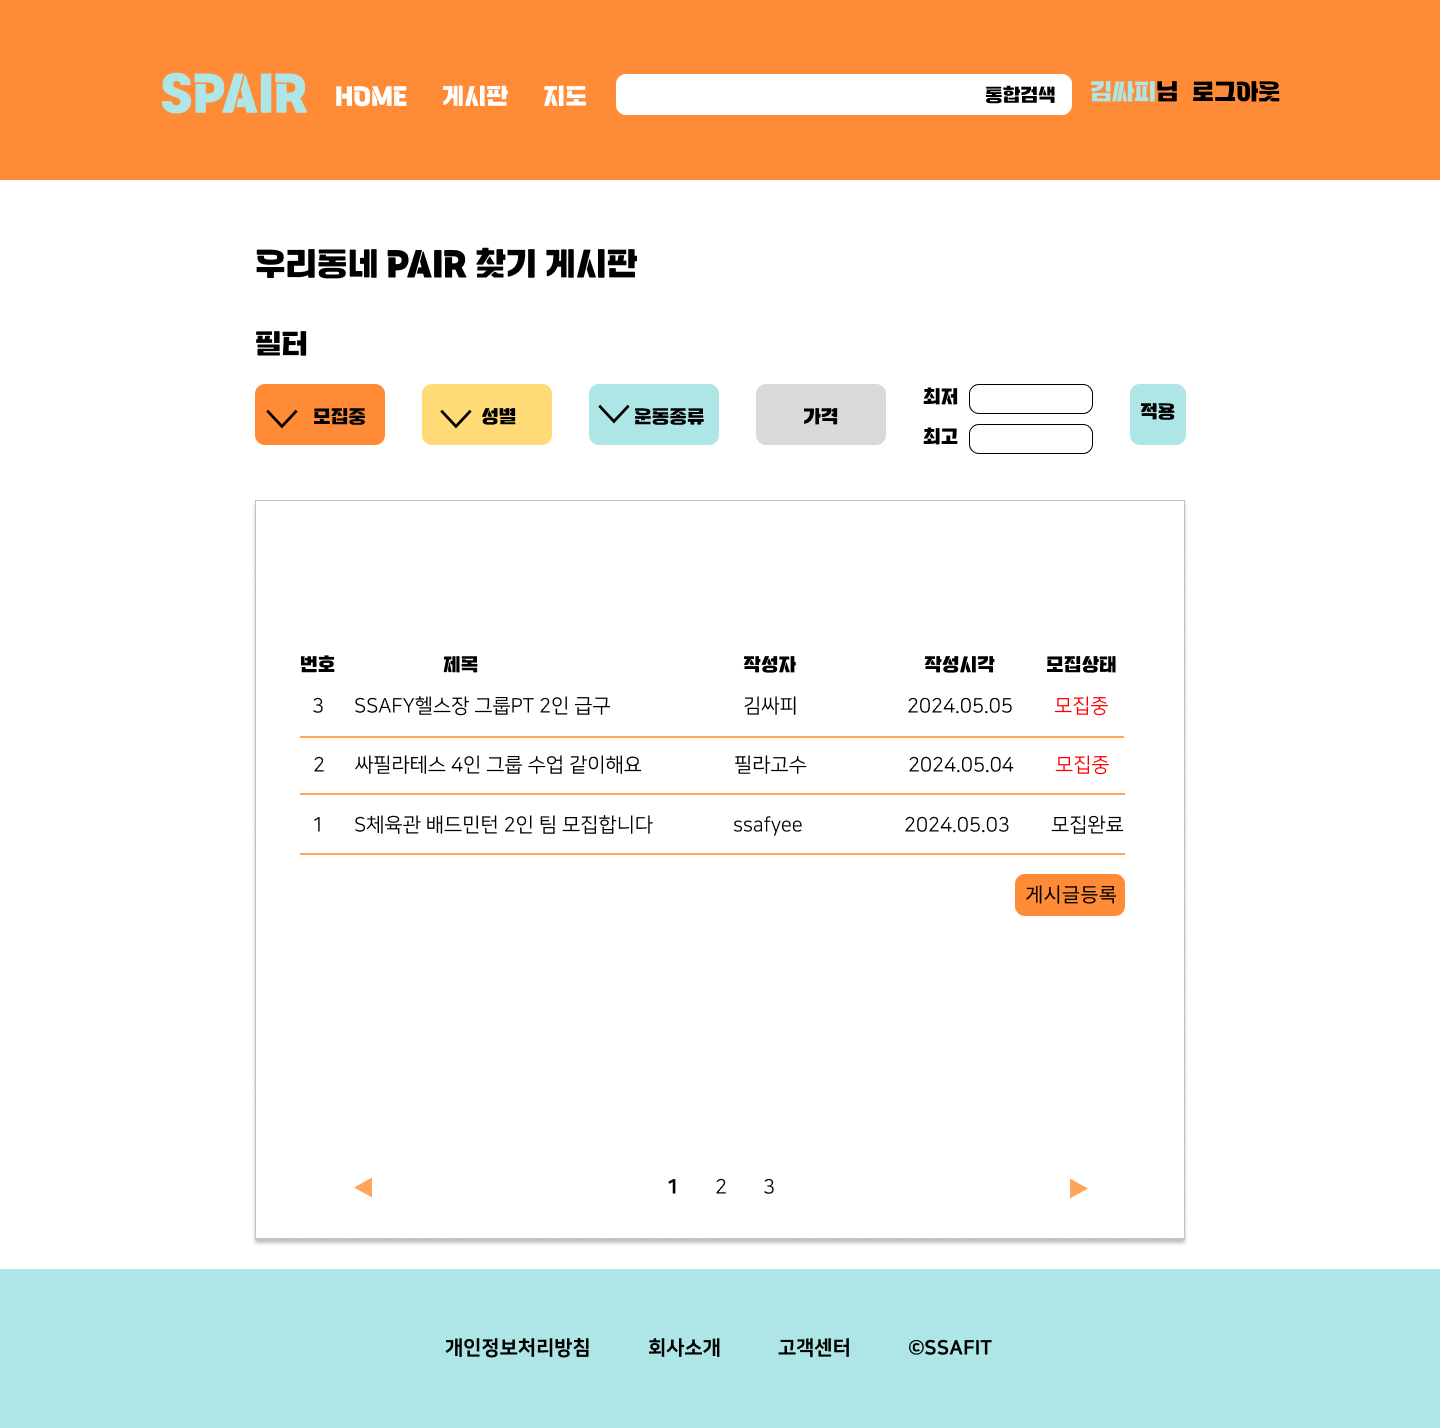 SPAIR HOME 게시판 지도 통합검색 김싸피님 로그아웃
우리동네 PAIR 찾기 게시판
필터
모집중 성별 운동종류 가격 최저 적용
최고
번호 제목 작성자 작성시각 모집상태
3 SSAFY헬스장 그룹PT 2인 급구 김싸피 2024.05.05 모집중
2 싸필라테스 4인 그룹 수업 같이해요 필라고수 2024.05.04 모집중
1 S체육관 배드민턴 2인 팀 모집합니다 ssafyee 2024.05.03 모집완료
게시글등록
1 2 3
개인정보처리방침 회사소개 고객센터 ©SSAFIT